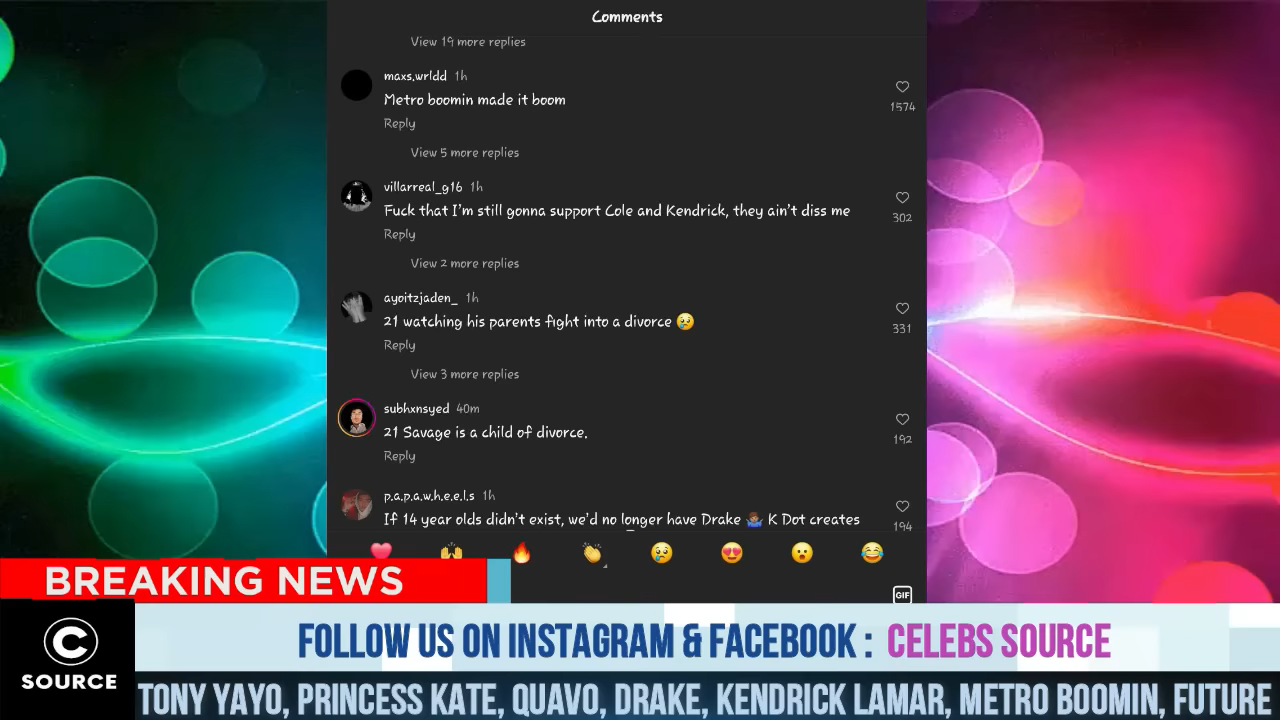 Comments
View 19 more replies
maxs.wrldd 1h
Metro boomin made it boom
1574
Reply
View 5 more replies
villarreal_g16 1h
Fuck that I'm still gonna support Cole and Kendrick, they ain't diss me
302
Reply
View 2 more replies
ayoitzjaden_ 1h
21 watching his parents fight into a divorce 😢
331
Reply
View 3 more replies
subhxnsyed 40m
21 Savage is a child of divorce.
192
Reply
p.a.p.a.w.h.e.e.l.s 1h
If 14 year olds didn't exist, we'd no longer have Drake 🤷🏾‍♂️ K Dot creates
194
GIF
BREAKING NEWS
C
SOURCE
FOLLOW US ON INSTAGRAM & FACEBOOK : CELEBS SOURCE
TONY YAYO, PRINCESS KATE, QUAVO, DRAKE, KENDRICK LAMAR, METRO BOOMIN, FUTURE